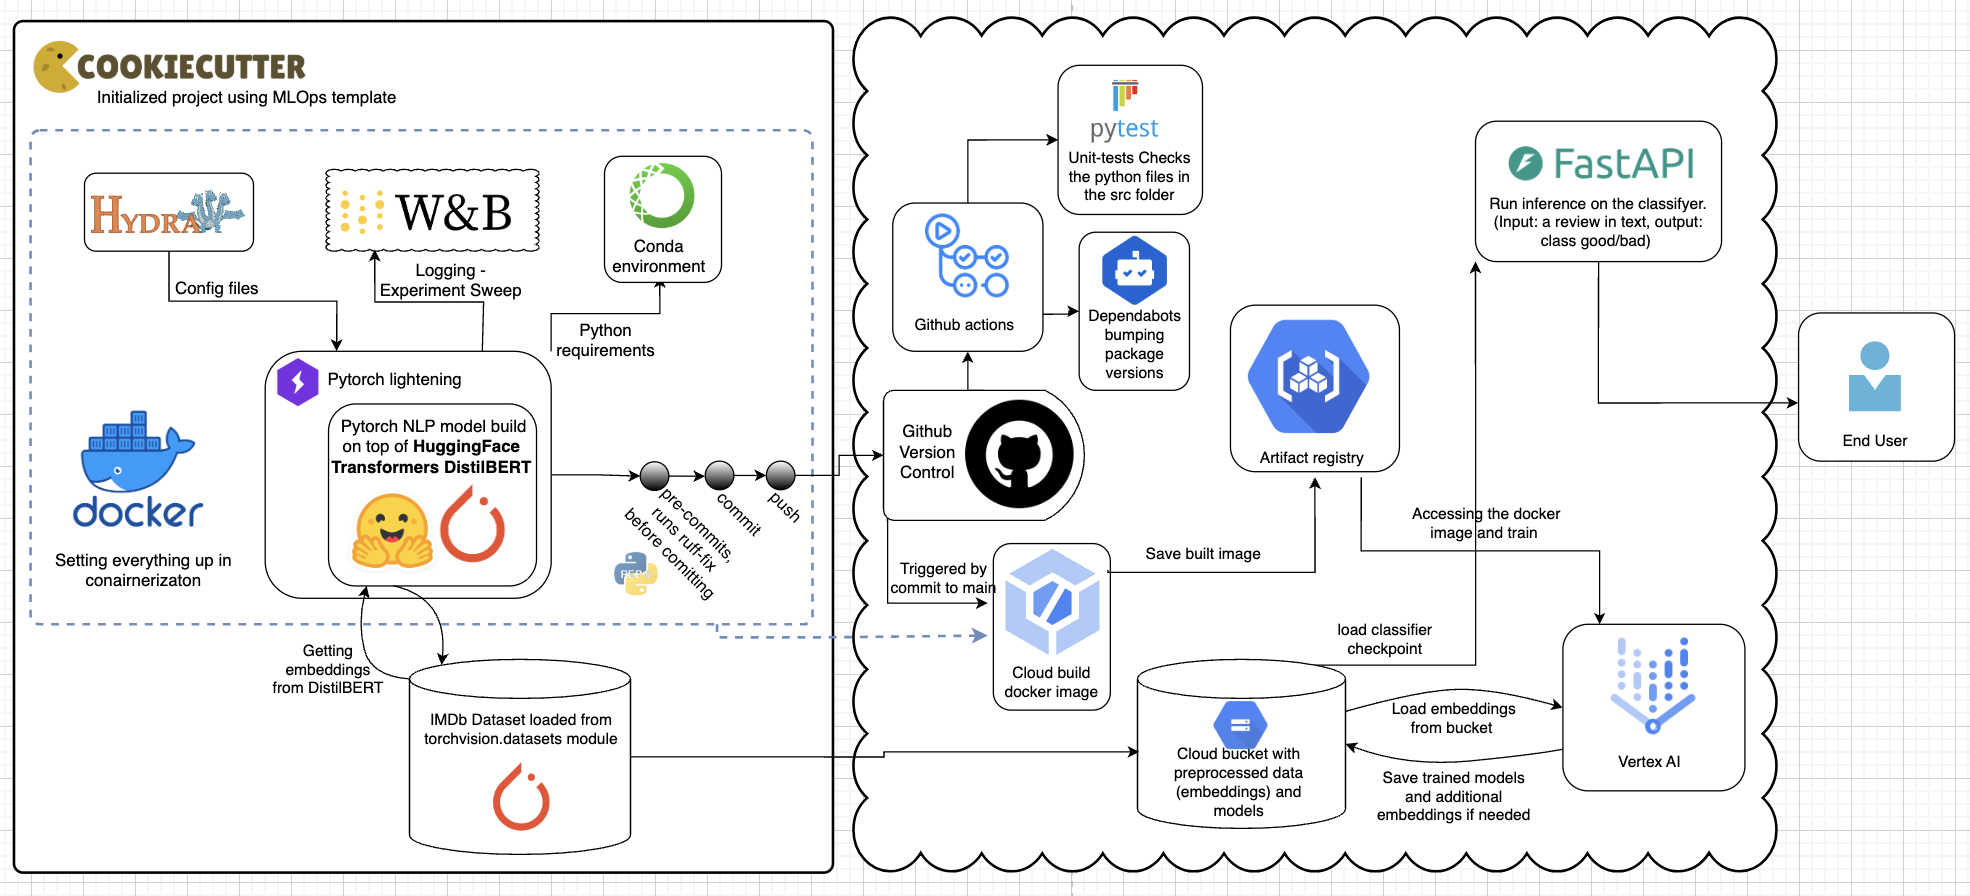 COOKIECUTTER
Initialized project using MLOps template
HYDRA
W&B
Conda
environment
Config files
Logging -
Experiment Sweep
Python
requirements
Pytorch lightening
Pytorch NLP model build
on top of HuggingFace
Transformers DistilBERT
docker
Setting everything up in
conairnerizaton
pre-commits,
runs ruff-fix
before comitting
commit
push
PEP
Getting
embeddings
from DistilBERT
IMDb Dataset loaded from
torchvision.datasets module
pytest
Unit-tests Checks
the python files in
the src folder
Github actions
Dependabots
bumping
package
versions
Github
Version
Control
Triggered by
commit to main
Cloud build
docker image
Save built image
Artifact registry
Accessing the docker
image and train
FastAPI
Run inference on the classifyer.
(Input: a review in text, output:
class good/bad)
End User
load classifier
checkpoint
Cloud bucket with
preprocessed data
(embeddings) and
models
Load embeddings
from bucket
Save trained models
and additional
embeddings if needed
Vertex AI